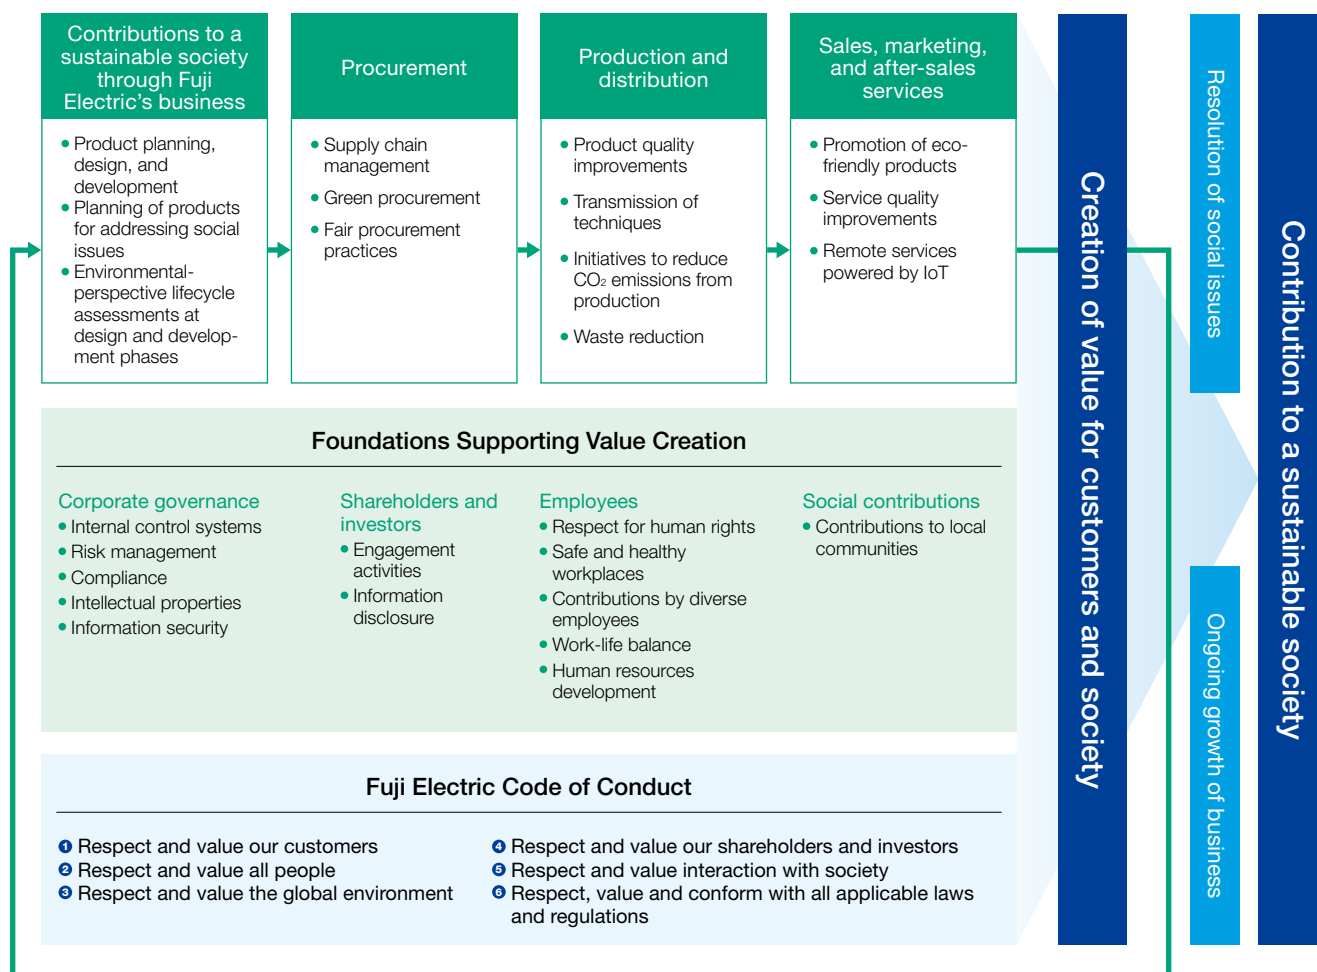 Contributions to a
sustainable society
through Fuji
Electric’s business
• Product planning,
design, and
development
• Planning of products
for addressing social
issues
• Environmental-
perspective lifecycle
assessments at
design and develop-
ment phases
Procurement
• Supply chain
management
• Green procurement
• Fair procurement
practices
Production and
distribution
• Product quality
improvements
• Transmission of
techniques
• Initiatives to reduce
CO₂ emissions from
production
• Waste reduction
Sales, marketing,
and after-sales
services
• Promotion of eco-
friendly products
• Service quality
improvements
• Remote services
powered by IoT
Foundations Supporting Value Creation
Corporate governance
• Internal control systems
• Risk management
• Compliance
• Intellectual properties
• Information security
Shareholders and
investors
• Engagement
activities
• Information
disclosure
Employees
• Respect for human rights
• Safe and healthy
workplaces
• Contributions by diverse
employees
• Work-life balance
• Human resources
development
Social contributions
• Contributions to local
communities
Fuji Electric Code of Conduct
❶ Respect and value our customers
❷ Respect and value all people
❸ Respect and value the global environment
❹ Respect and value our shareholders and investors
❺ Respect and value interaction with society
❻ Respect, value and conform with all applicable laws
and regulations
Creation of value for customers and society
Resolution of social issues
Ongoing growth of business
Contribution to a sustainable society